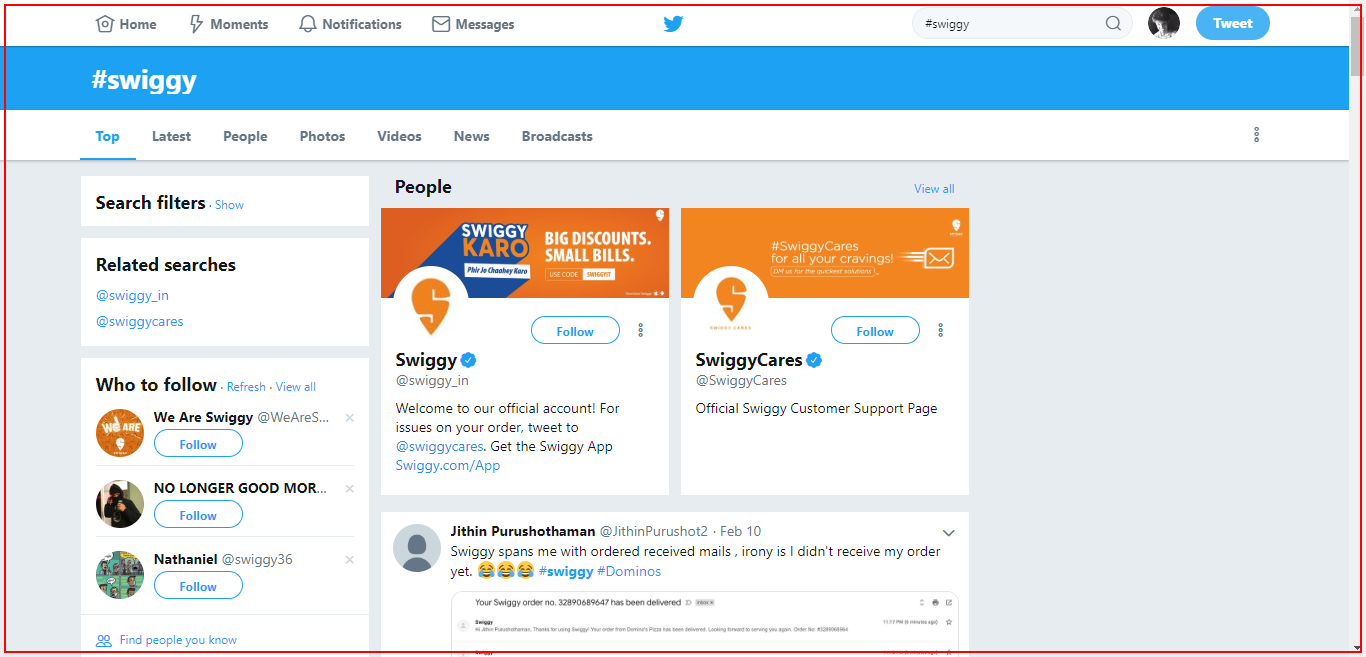 Home Moments Notifications Messages #swiggy Tweet
#swiggy
Top Latest People Photos Videos News Broadcasts
Search filters · Show
Related searches
@swiggy_in
@swiggycares
Who to follow · Refresh · View all
We Are Swiggy @WeAreS...
WE ARE
Follow
NO LONGER GOOD MOR...
Follow
Nathaniel @swiggy36
Follow
Find people you know
People View all
SWIGGY
KARO
Phir Jo Chaahey Karo
BIG DISCOUNTS.
SMALL BILLS.
USE CODE SWIGGYIT
Follow
Swiggy
@swiggy_in
Welcome to our official account! For
issues on your order, tweet to
@swiggycares. Get the Swiggy App
Swiggy.com/App
#SwiggyCares
for all your cravings!
DM us for the quickest solutions
SWIGGY CARES
Follow
SwiggyCares
@SwiggyCares
Official Swiggy Customer Support Page
Jithin Purushothaman @JithinPurushot2 · Feb 10
Swiggy spans me with ordered received mails , irony is I didn't receive my order
yet. 😂😂😂 #swiggy #Dominos
Your Swiggy order no. 32890689647 has been delivered Inbox x
Swiggy 11:17 PM (6 minutes ago)
Hi Jithin Purushothaman, Thanks for using Swiggy! Your order from Domino's Pizza has been delivered. Looking forward to serving you again. Order No: #32890689647
Swiggy